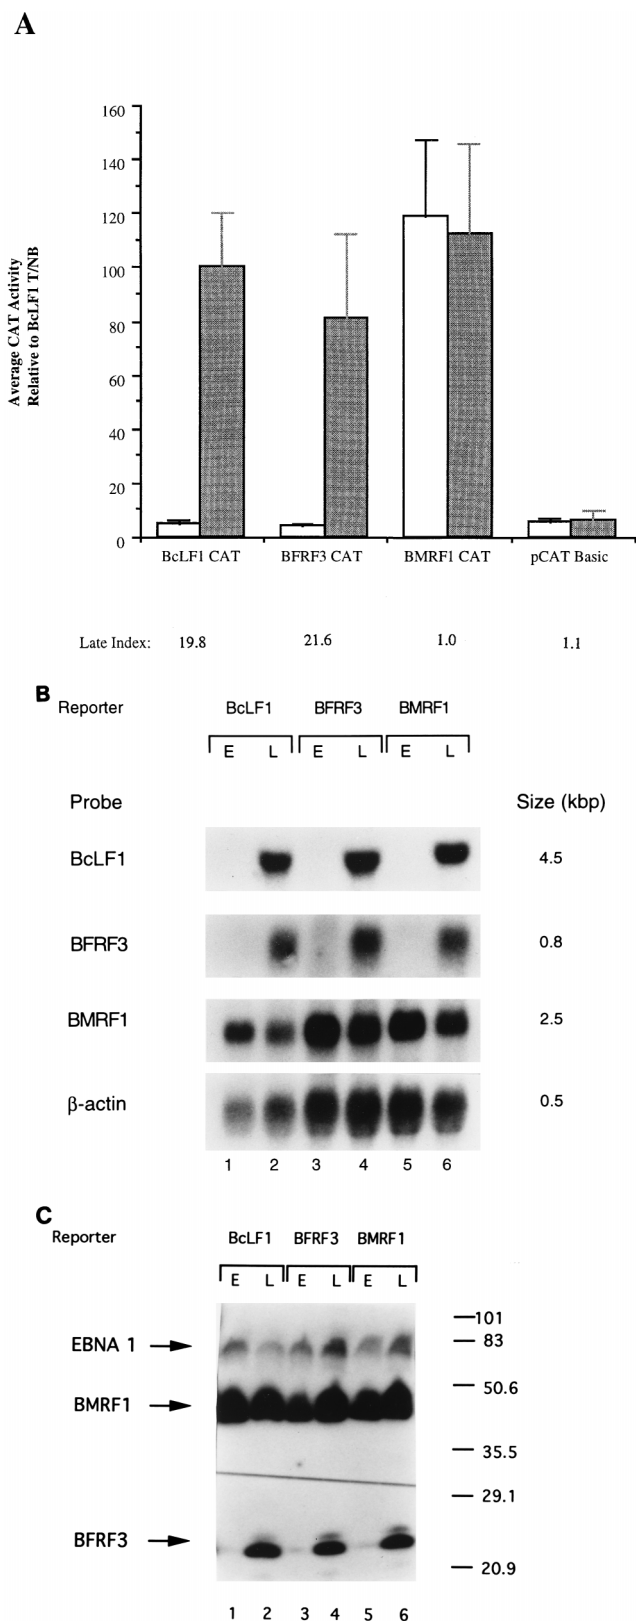 A
160
140
120
100
80
60
40
20
0
Average CAT Activity
Relative to BcLF1 T/NB
BcLF1 CAT BFRF3 CAT BMRF1 CAT pCAT Basic
Late Index: 19.8 21.6 1.0 1.1
B
Reporter BcLF1 BFRF3 BMRF1
E L E L E L
Probe Size (kbp)
BcLF1 4.5
BFRF3 0.8
BMRF1 2.5
β-actin 0.5
1 2 3 4 5 6
C
Reporter BcLF1 BFRF3 BMRF1
E L E L E L
101
EBNA 1 83
50.6
BMRF1
35.5
29.1
BFRF3
20.9
1 2 3 4 5 6